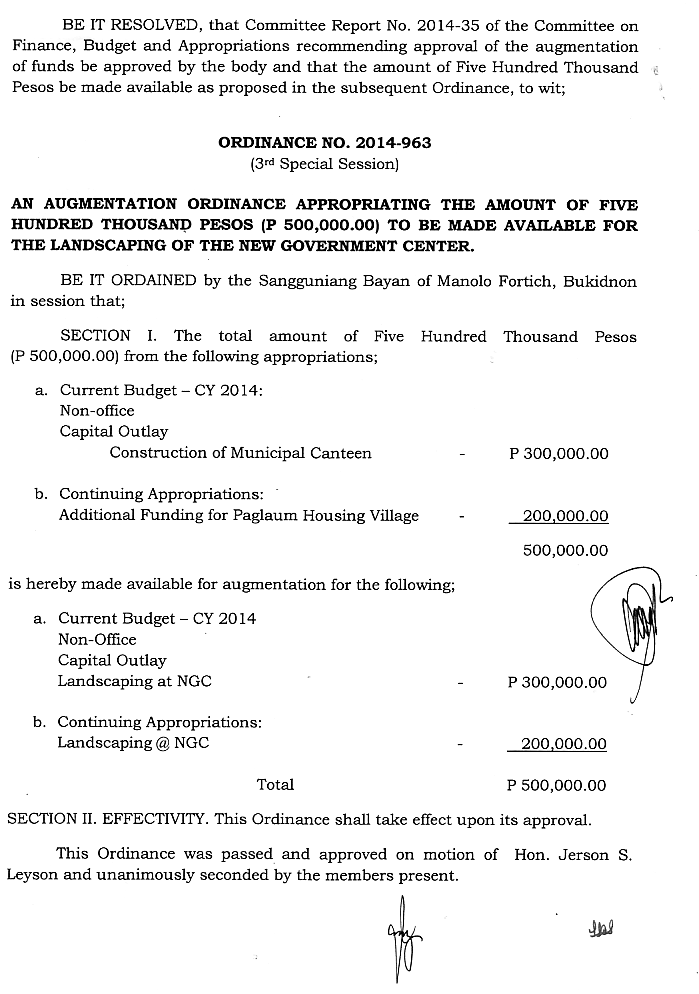 BE IT RESOLVED, that Committee Report No. 2014-35 of the Committee on
Finance, Budget and Appropriations recommending approval of the augmentation
of funds be approved by the body and that the amount of Five Hundred Thousand
Pesos be made available as proposed in the subsequent Ordinance, to wit;
ORDINANCE NO. 2014-963
(3rd Special Session)
AN AUGMENTATION ORDINANCE APPROPRIATING THE AMOUNT OF FIVE
HUNDRED THOUSAND PESOS (P 500,000.00) TO BE MADE AVAILABLE FOR
THE LANDSCAPING OF THE NEW GOVERNMENT CENTER.
BE IT ORDAINED by the Sangguniang Bayan of Manolo Fortich, Bukidnon
in session that;
SECTION I. The total amount of Five Hundred Thousand Pesos
(P 500,000.00) from the following appropriations;
a. Current Budget – CY 2014:
Non-office
Capital Outlay
Construction of Municipal Canteen - P 300,000.00
b. Continuing Appropriations:
Additional Funding for Paglaum Housing Village - 200,000.00
500,000.00
is hereby made available for augmentation for the following;
a. Current Budget – CY 2014
Non-Office
Capital Outlay
Landscaping at NGC - P 300,000.00
b. Continuing Appropriations:
Landscaping @ NGC - 200,000.00
Total P 500,000.00
SECTION II. EFFECTIVITY. This Ordinance shall take effect upon its approval.
This Ordinance was passed and approved on motion of Hon. Jerson S.
Leyson and unanimously seconded by the members present.